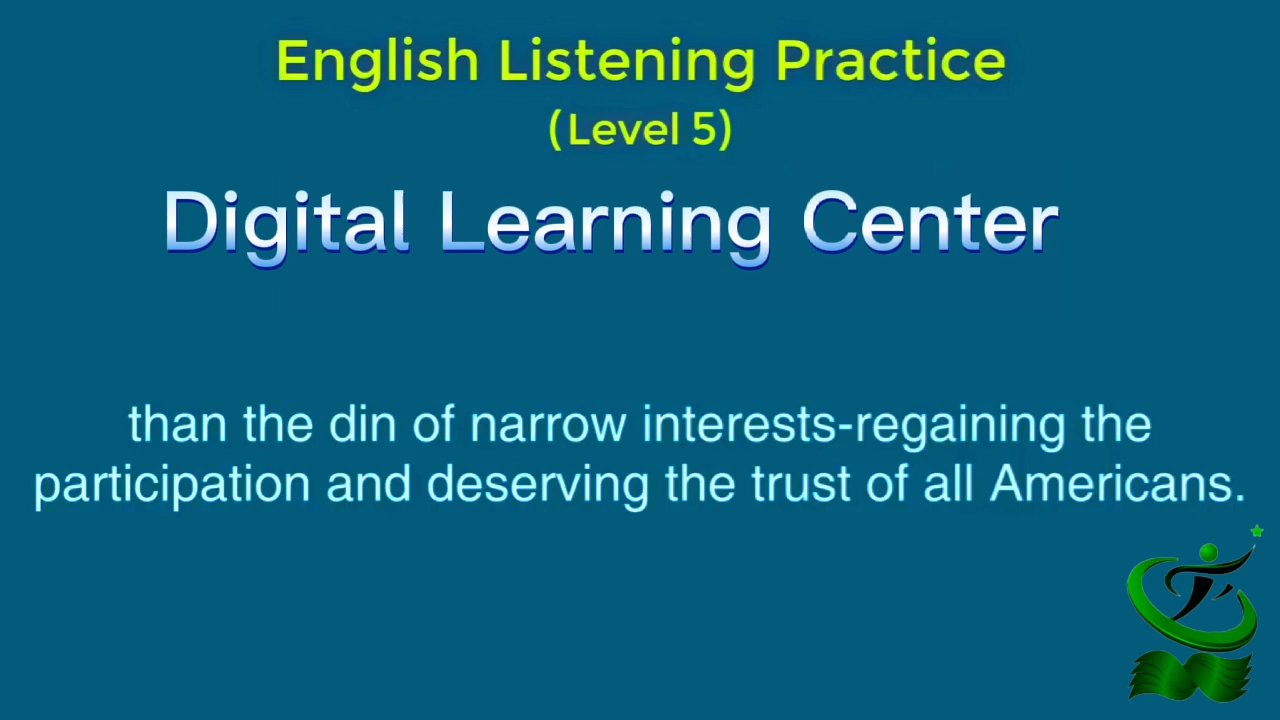 English Listening Practice
(Level 5)
Digital Learning Center
than the din of narrow interests-regaining the
participation and deserving the trust of all Americans.